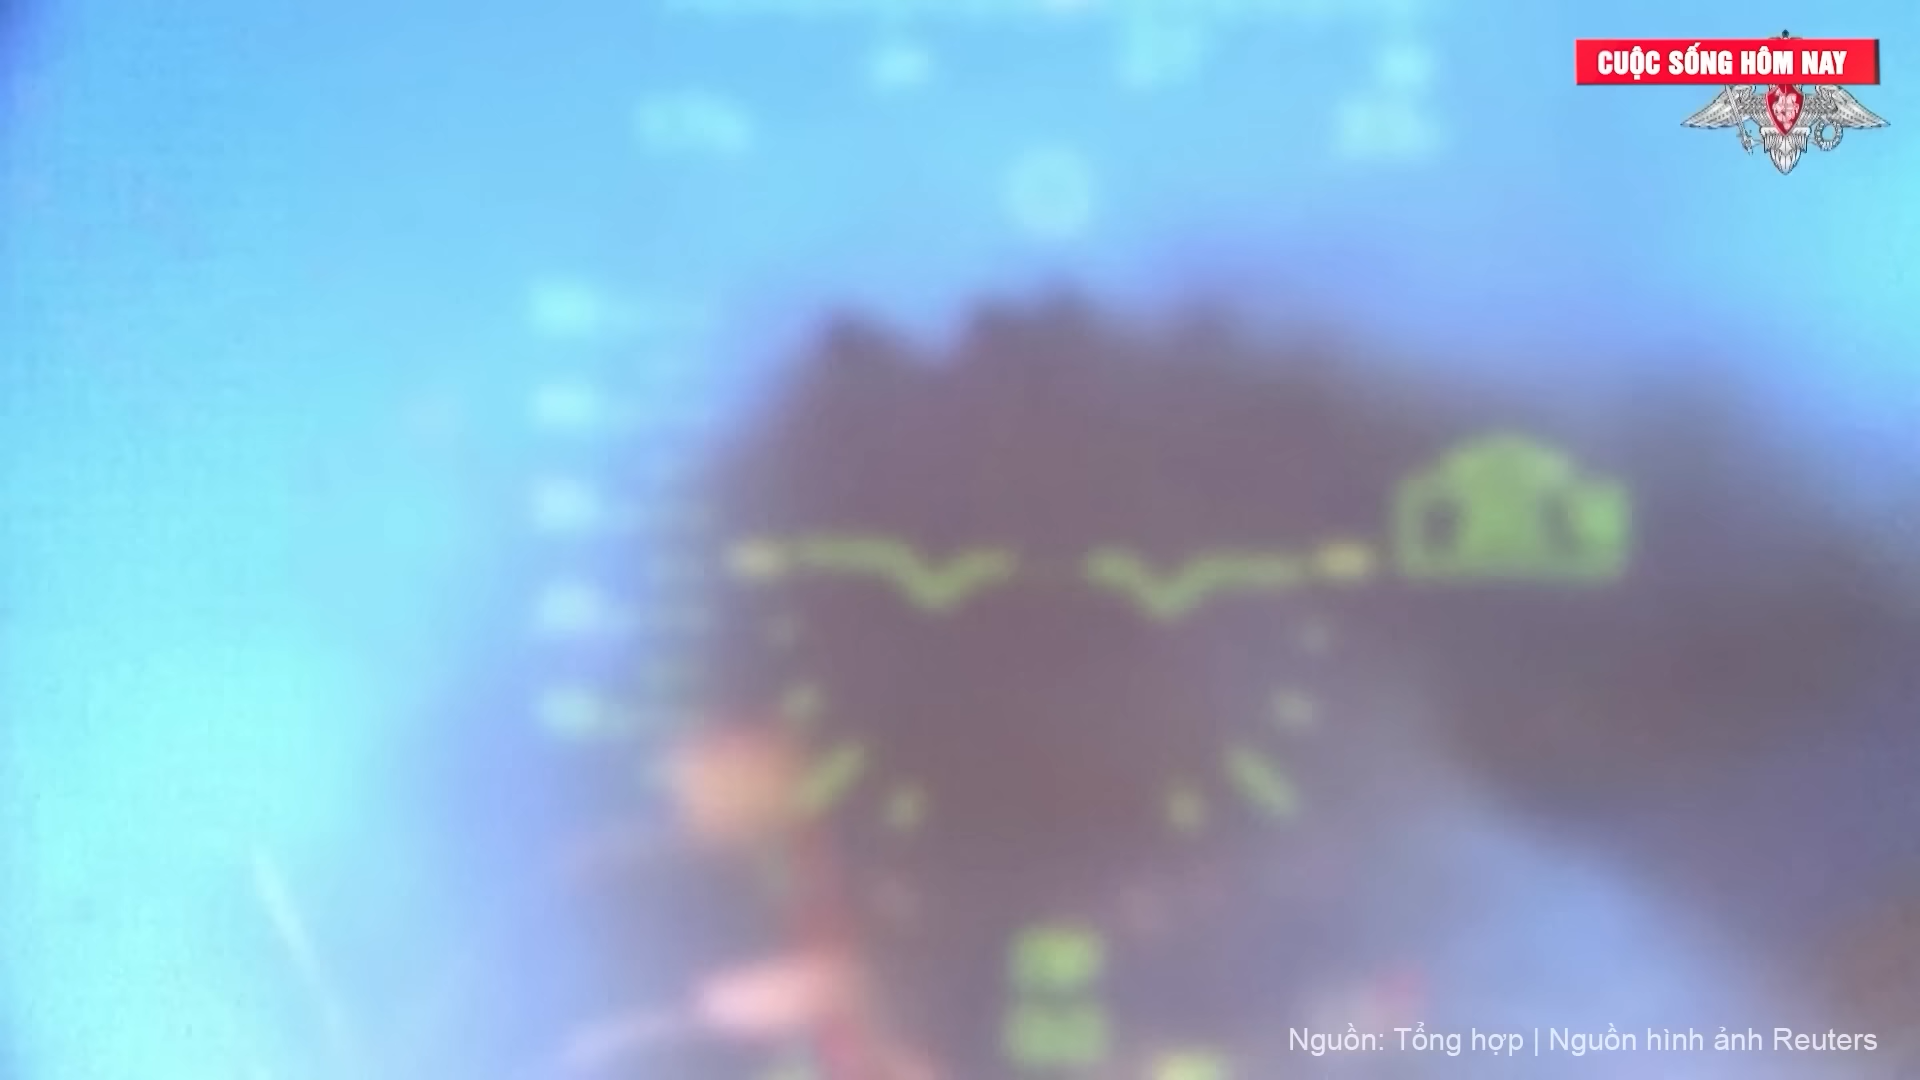 CUỘC SỐNG HÔM NAY
Nguồn: Tổng hợp | Nguồn hình ảnh Reuters